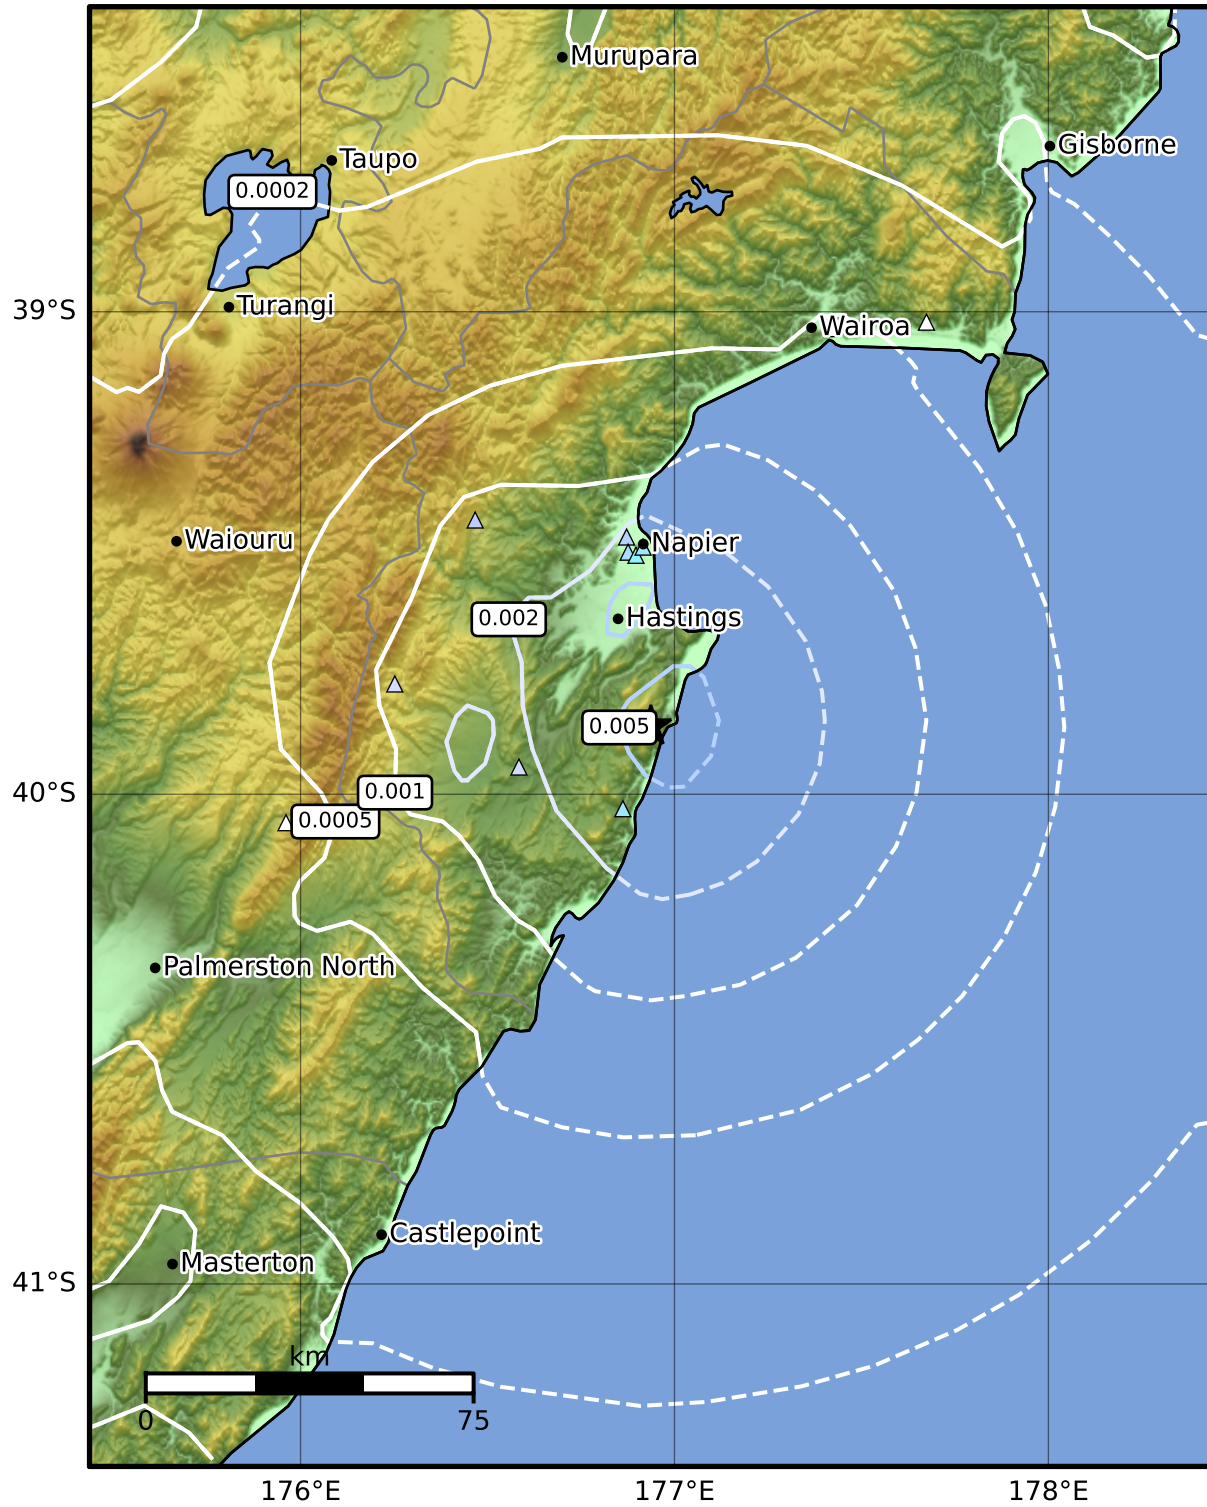 Murupara
Gisborne
Taupo
0.0002
Turangi
39°S
Wairoa
Waiouru
Napier
0.002
Hastings
0.005
40°S
0.001
0.0005
Palmerston North
Castlepoint
Masterton
41°S
km
0
75
176°E
177°E
178°E